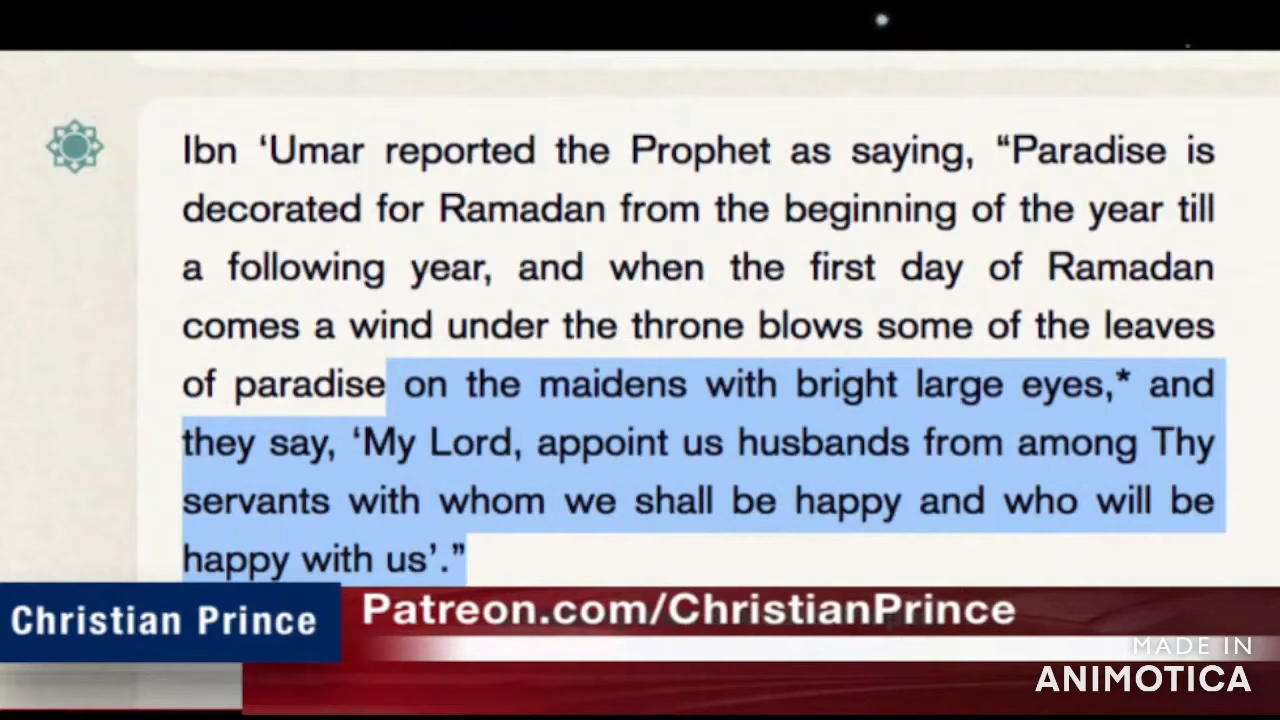 Ibn ‘Umar reported the Prophet as saying, “Paradise is
decorated for Ramadan from the beginning of the year till
a following year, and when the first day of Ramadan
comes a wind under the throne blows some of the leaves
of paradise on the maidens with bright large eyes,* and
they say, ‘My Lord, appoint us husbands from among Thy
servants with whom we shall be happy and who will be
happy with us’.”
Christian Prince
Patreon.com/ChristianPrince
MADE IN
ANIMOTICA